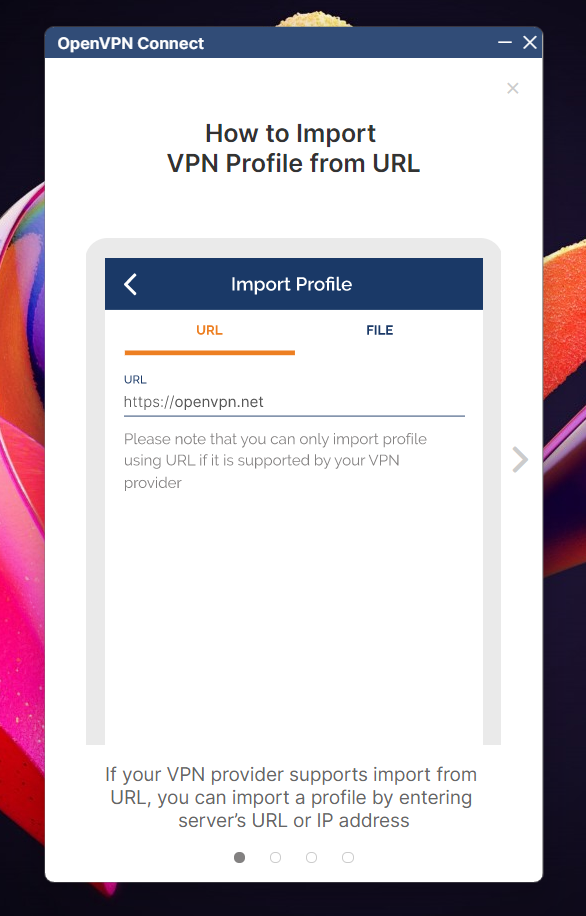 OpenVPN Connect
How to Import
VPN Profile from URL
Import Profile
URL
FILE
URL
https://openvpn.net
Please note that you can only import profile
using URL if it is supported by your VPN
provider
If your VPN provider supports import from
URL, you can import a profile by entering
server’s URL or IP address